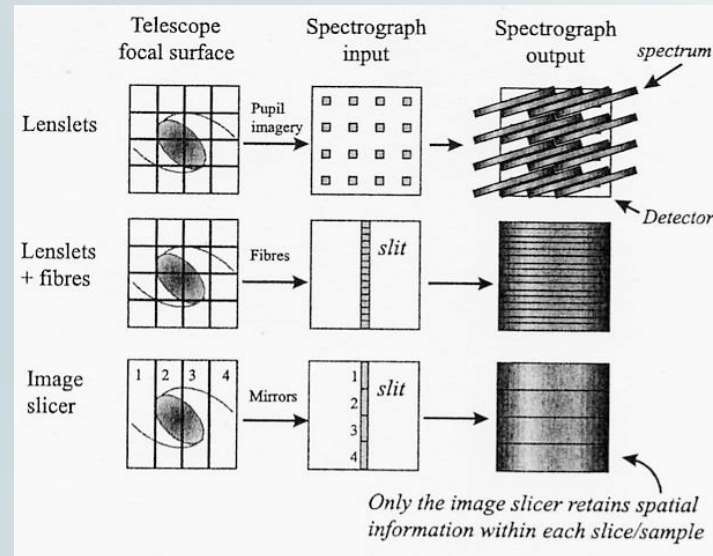 Telescope
focal surface
Spectrograph
input
Spectrograph
output
spectrum
Lenslets
Pupil
imagery
Detector
Lenslets
+ fibres
Fibres
slit
Image
slicer
1 2 3 4
Mirrors
1
2
3
4
slit
Only the image slicer retains spatial
information within each slice/sample